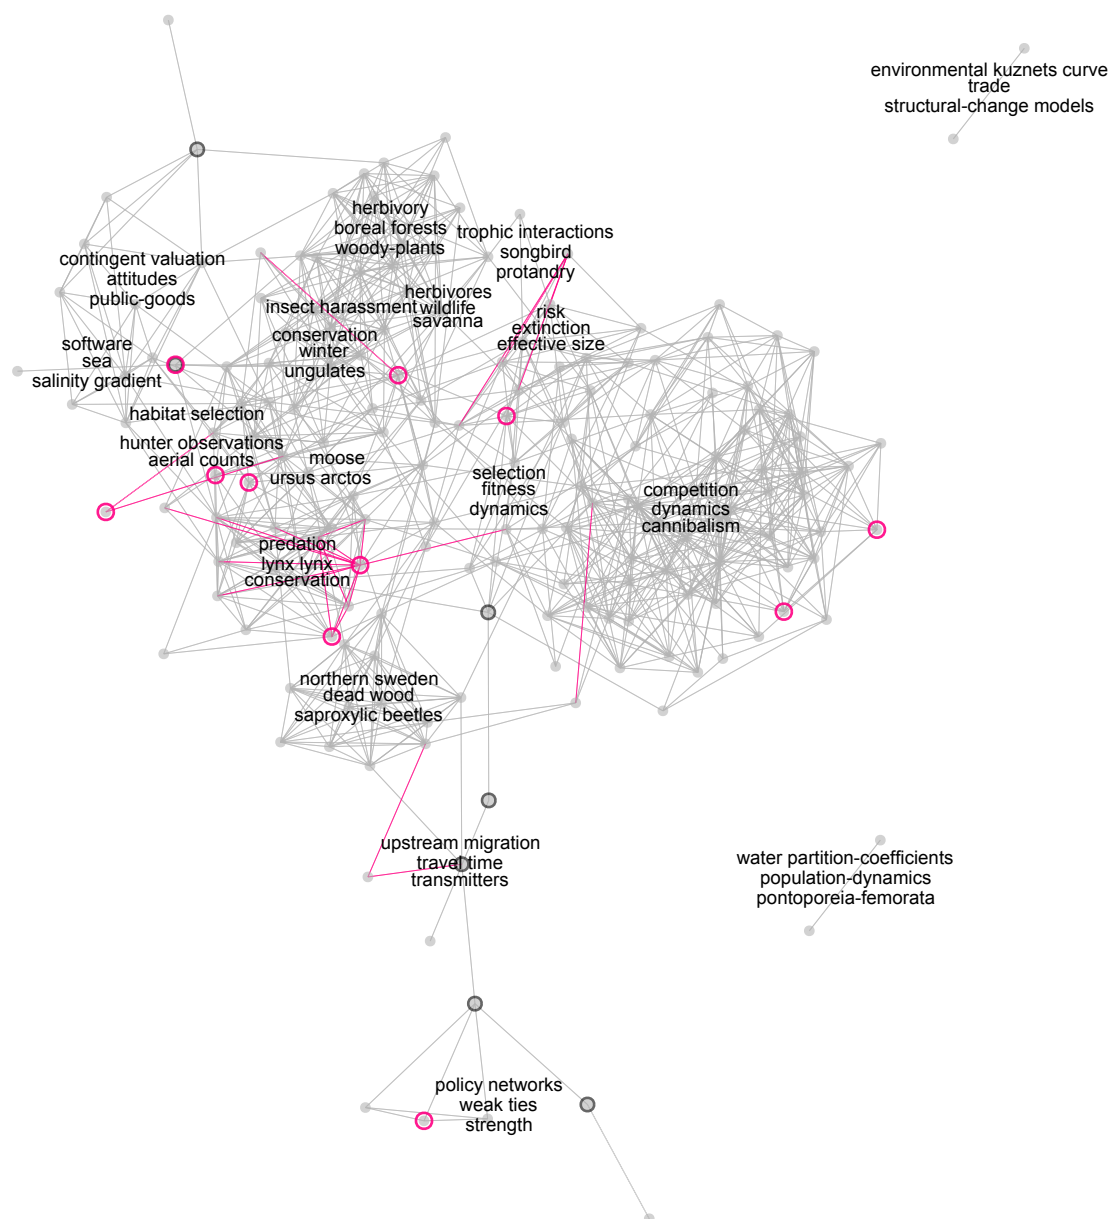 environmental kuznets curve
trade
structural-change models
herbivory
boreal forests
woody-plants
trophic interactions
songbird
protandry
contingent valuation
attitudes
public-goods
herbivores
wildlife
savanna
insect harassment
risk
extinction
effective size
conservation
winter
ungulates
software
sea
salinity gradient
habitat selection
hunter observations
aerial counts
moose
ursus arctos
selection
fitness
dynamics
competition
dynamics
cannibalism
predation
lynx lynx
conservation
northern sweden
dead wood
saproxylic beetles
upstream migration
travel time
transmitters
water partition-coefficients
population-dynamics
pontoporeia-femorata
policy networks
weak ties
strength